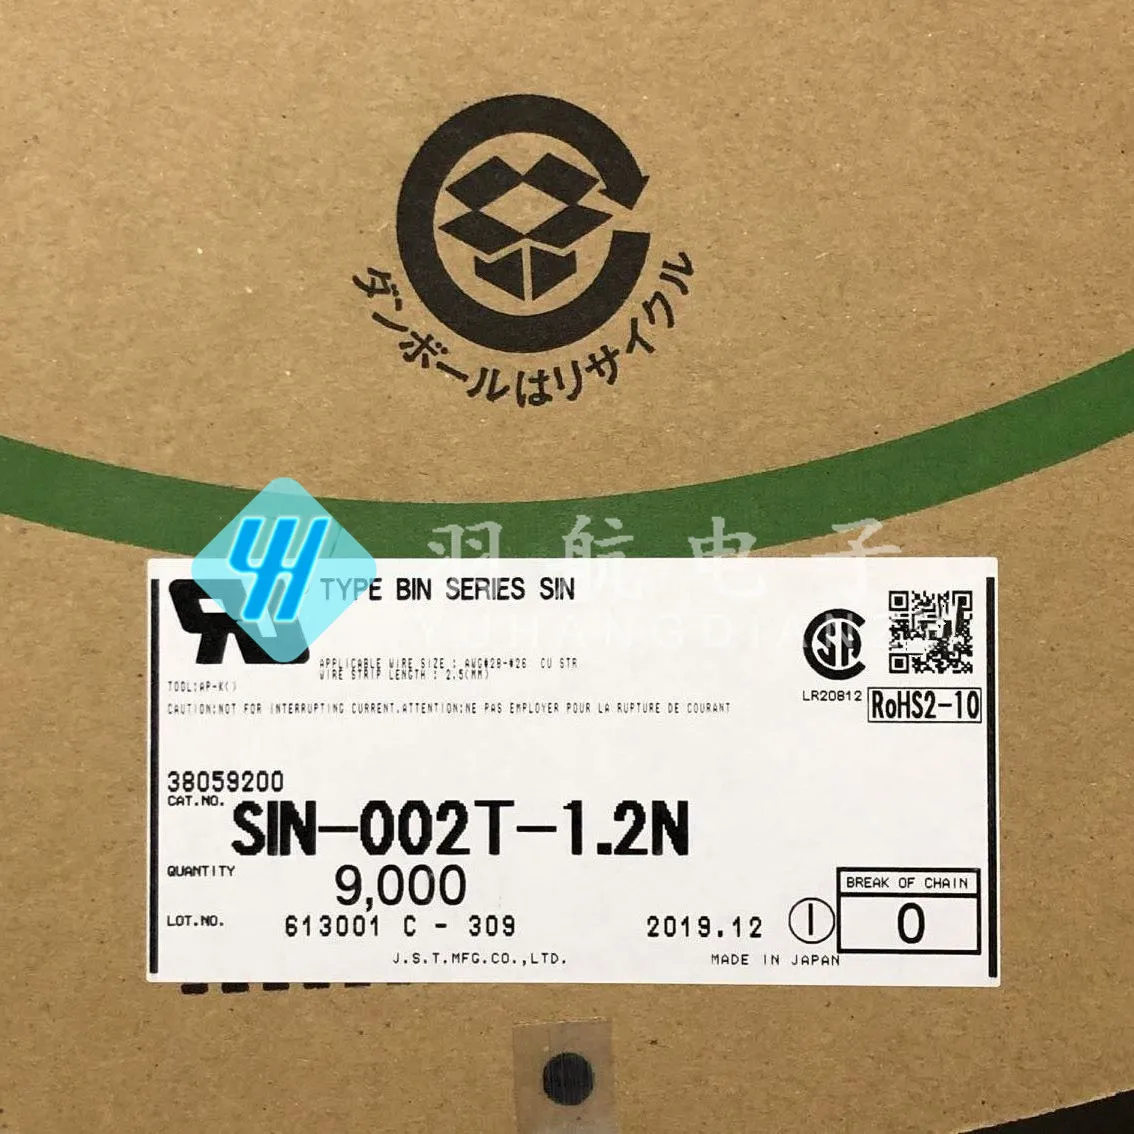 ダンボールはリサイクル
羽航电子
TYPE BIN SERIES SIN
APPLICABLE WIRE SIZE : AWG#28-#26 CU STR
WIRE STRIP LENGTH : 2.5(MM)
TOOL:AP-K()
LR20812
RoHS2-10
CAUTION:NOT FOR INTERRUPTING CURRENT.ATTENTION:NE PAS EMPLOYER POUR LA RUPTURE DE COURANT
38059200
CAT.NO.
SIN-002T-1.2N
QUANTITY
9,000
BREAK OF CHAIN
0
LOT.NO.
613001 C - 309
2019.12
J.S.T.MFG.CO.,LTD.
MADE IN JAPAN